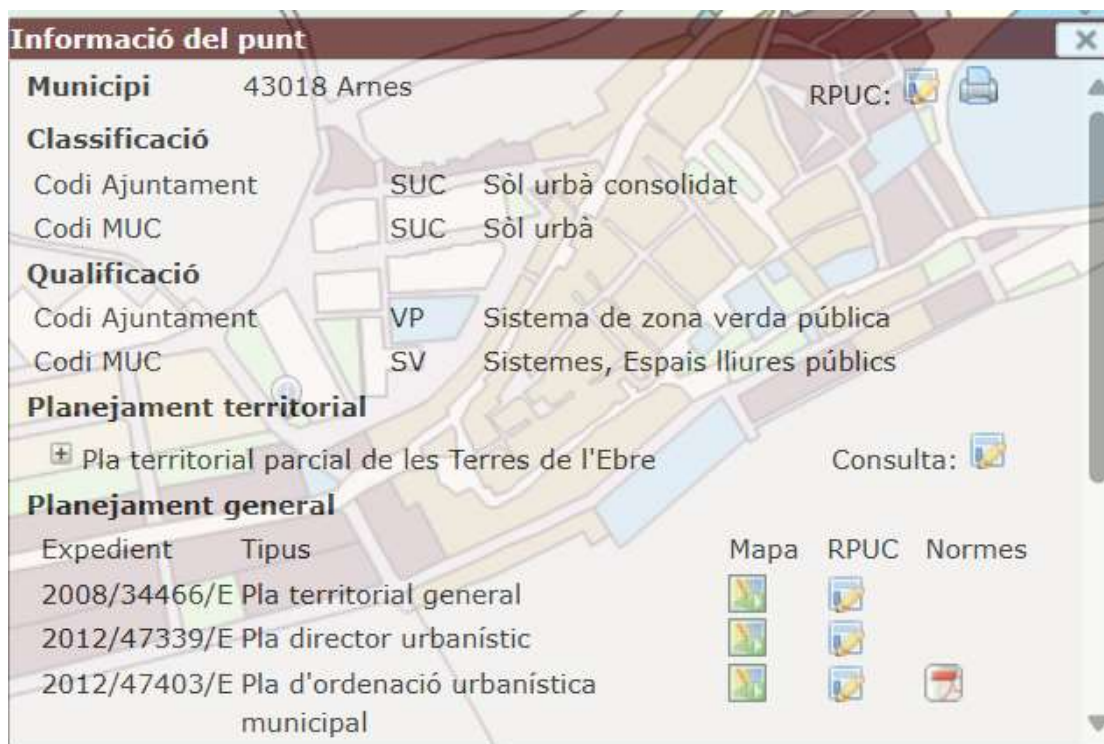 Informació del punt
Municipi 43018 Arnes RPUC:
Classificació
Codi Ajuntament SUC Sòl urbà consolidat
Codi MUC SUC Sòl urbà
Qualificació
Codi Ajuntament VP Sistema de zona verda pública
Codi MUC SV Sistemes, Espais lliures públics
Planejament territorial
Pla territorial parcial de les Terres de l'Ebre Consulta:
Planejament general
Expedient Tipus Mapa RPUC Normes
2008/34466/E Pla territorial general
2012/47339/E Pla director urbanístic
2012/47403/E Pla d'ordenació urbanística
municipal